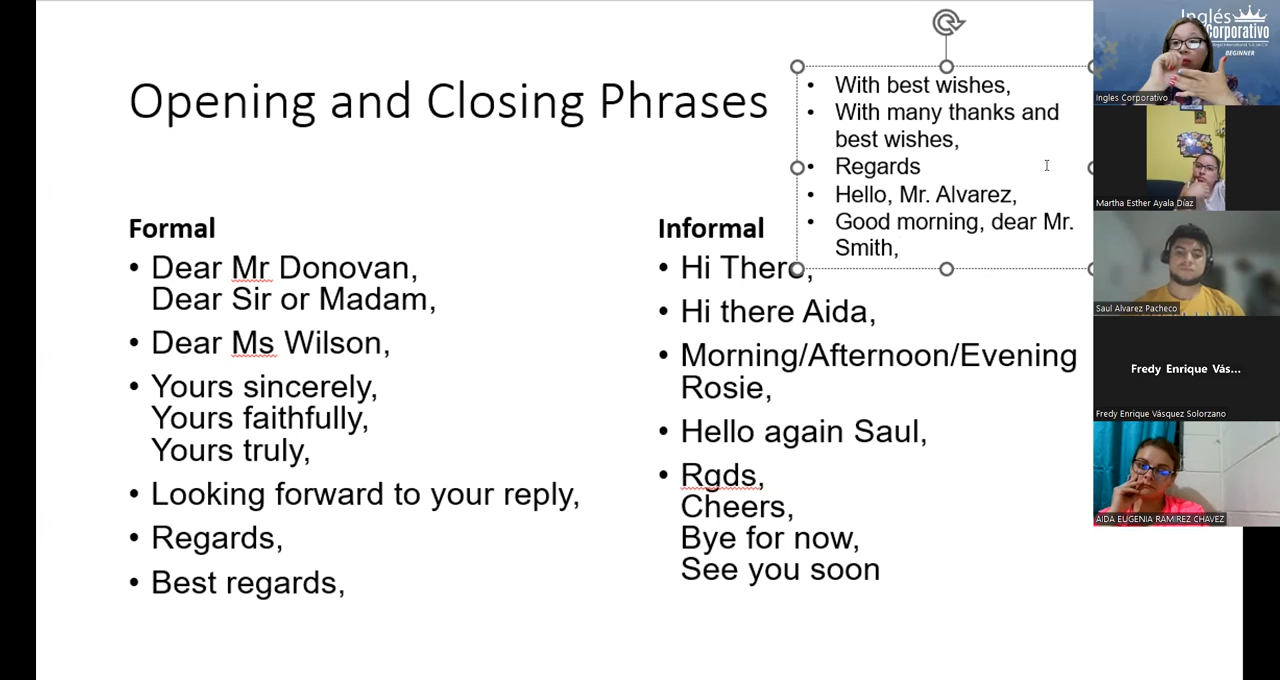 Opening and Closing Phrases
• With best wishes,
• With many thanks and
best wishes,
• Regards
• Hello, Mr. Alvarez,
• Good morning, dear Mr.
Smith,
Formal
• Dear Mr Donovan,
Dear Sir or Madam,
• Dear Ms Wilson,
• Yours sincerely,
Yours faithfully,
Yours truly,
• Looking forward to your reply,
• Regards,
• Best regards,
Informal
• Hi There,
• Hi there Aida,
• Morning/Afternoon/Evening
Rosie,
• Hello again Saul,
• Rgds,
Cheers,
Bye for now,
See you soon
Inglés
Corporativo
BEGINNER
Ingles Corporativo
Martha Esther Ayala Díaz
Saul Alvarez Pacheco
Fredy Enrique Vás...
Fredy Enrique Vásquez Solorzano
AIDA EUGENIA RAMIREZ CHAVEZ